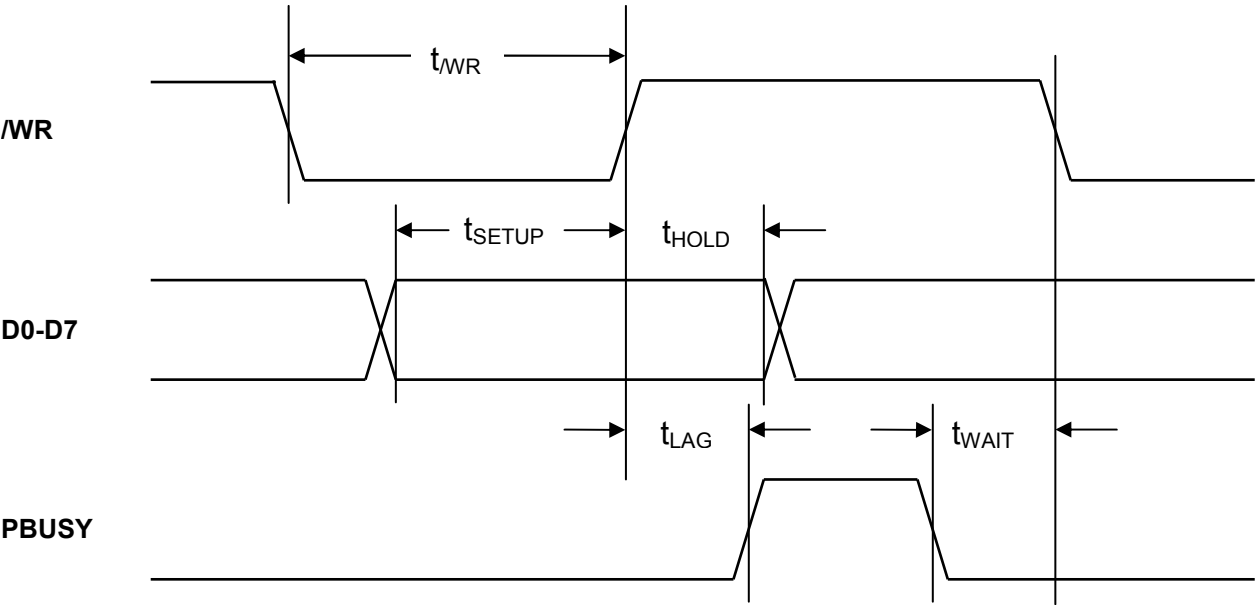 t/WR
/WR
tSETUP
tHOLD
D0-D7
tLAG
tWAIT
PBUSY